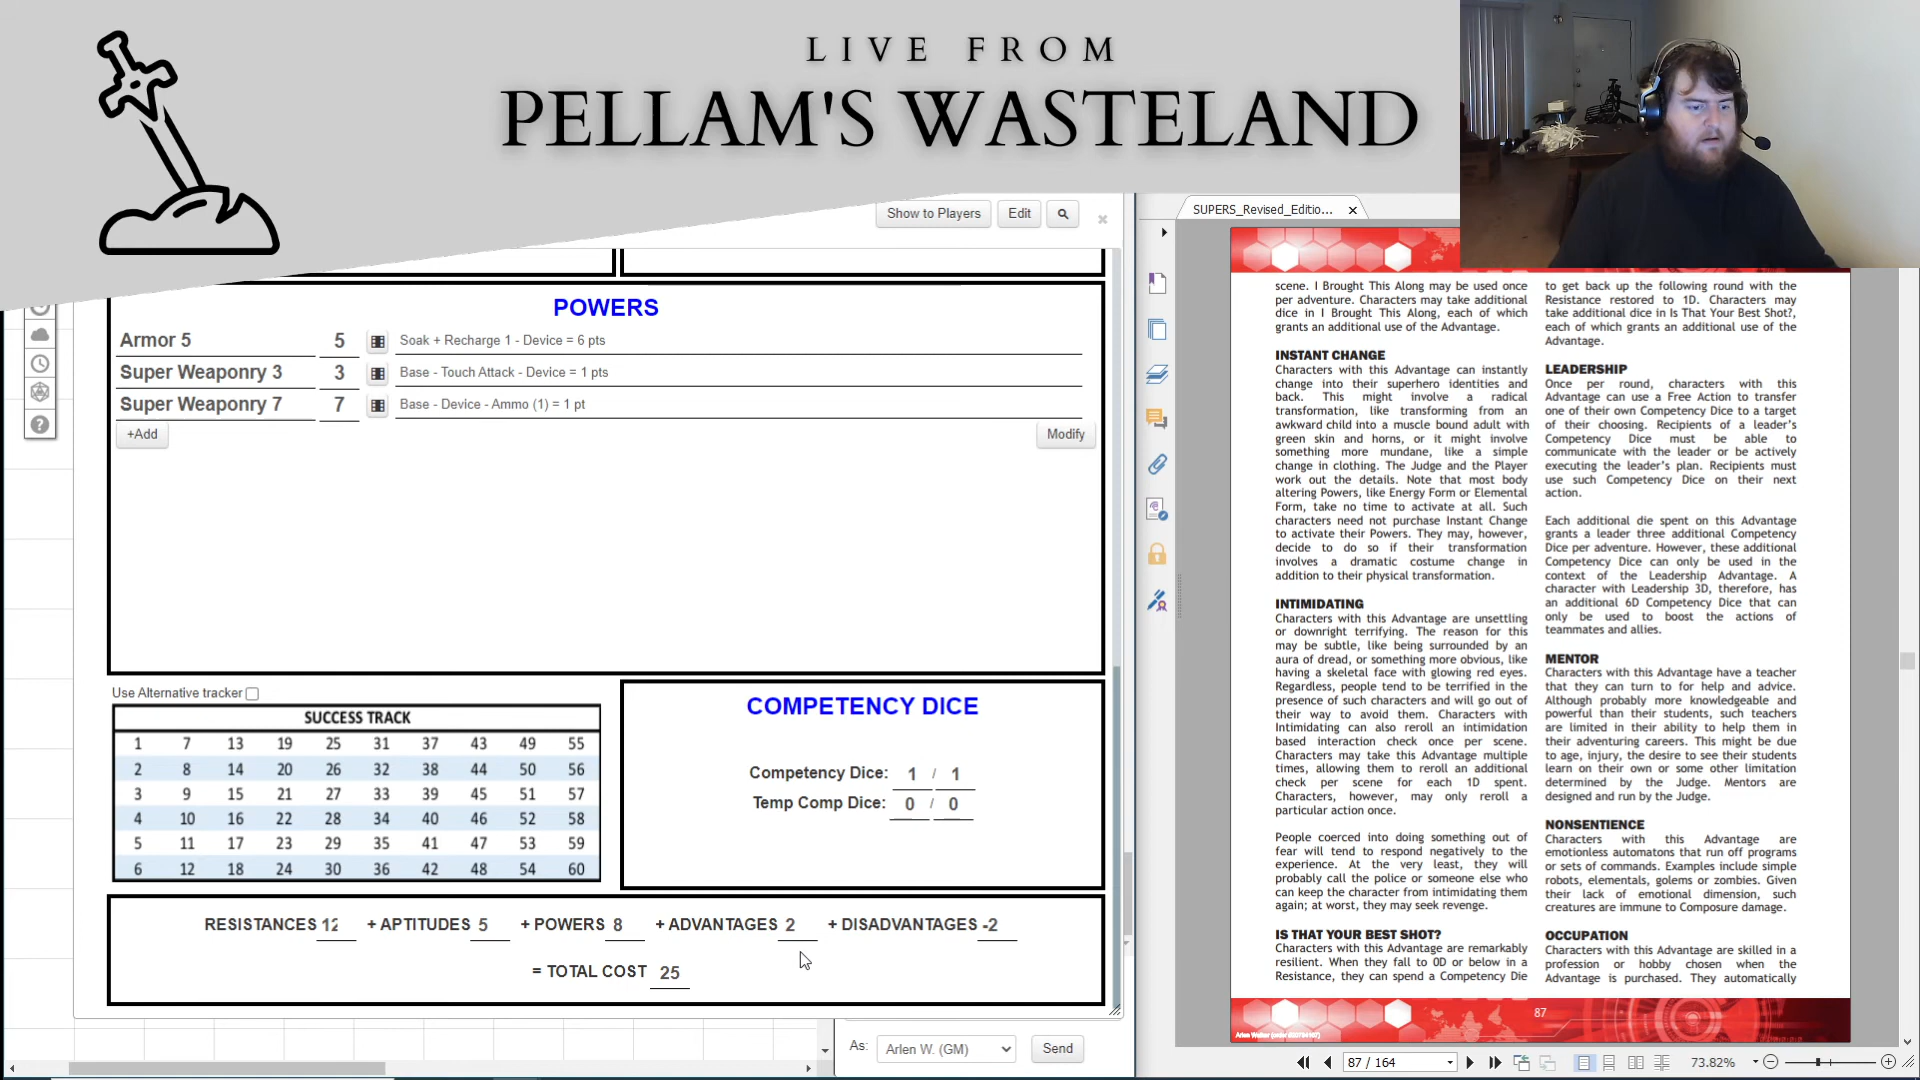 LIVE FROM
PELLAM'S WASTELAND
Show to Players
Edit
SUPERS_Revised_Editio...
POWERS
Armor 5 5 Soak + Recharge 1 - Device = 6 pts
Super Weaponry 3 3 Base - Touch Attack - Device = 1 pts
Super Weaponry 7 7 Base - Device - Ammo (1) = 1 pt
+Add
Modify
Use Alternative tracker
SUCCESS TRACK
1 7 13 19 25 31 37 43 49 55
2 8 14 20 26 32 38 44 50 56
3 9 15 21 27 33 39 45 51 57
4 10 16 22 28 34 40 46 52 58
5 11 17 23 29 35 41 47 53 59
6 12 18 24 30 36 42 48 54 60
COMPETENCY DICE
Competency Dice: 1 / 1
Temp Comp Dice: 0 / 0
RESISTANCES 12 + APTITUDES 5 + POWERS 8 + ADVANTAGES 2 + DISADVANTAGES -2
= TOTAL COST 25
As: Arlen W. (GM)
Send
scene. I Brought This Along may be used once
per adventure. Characters may take additional
dice in I Brought This Along, each of which
grants an additional use of the Advantage.
INSTANT CHANGE
Characters with this Advantage can instantly
change into their superhero identities and
back. This might involve a radical
transformation, like transforming from an
awkward child into a muscle bound adult with
green skin and horns, or it might involve
something more mundane, like a simple
change in clothing. The Judge and the Player
work out the details. Note that most body
altering Powers, like Energy Form or Elemental
Form, take no time to activate at all. Such
characters need not purchase Instant Change
to activate their Powers. They may, however,
decide to do so if their transformation
involves a dramatic costume change in
addition to their physical transformation.
INTIMIDATING
Characters with this Advantage are unsettling
or downright terrifying. The reason for this
may be subtle, like being surrounded by an
aura of dread, or something more obvious, like
having a skeletal face with glowing red eyes.
Regardless, people tend to be terrified in the
presence of such characters and will go out of
their way to avoid them. Characters with
Intimidating can also reroll an intimidation
based interaction check once per scene.
Characters may take this Advantage multiple
times, allowing them to reroll an additional
check per scene for each 1D spent.
Characters, however, may only reroll a
particular action once.
People coerced into doing something out of
fear will tend to respond negatively to the
experience. At the very least, they will
probably call the police or someone else who
can keep the character from intimidating them
again; at worst, they may seek revenge.
IS THAT YOUR BEST SHOT?
Characters with this Advantage are remarkably
resilient. When they fall to 0D or below in a
Resistance, they can spend a Competency Die
to get back up the following round with the
Resistance restored to 1D. Characters may
take additional dice in Is That Your Best Shot?,
each of which grants an additional use of the
Advantage.
LEADERSHIP
Once per round, characters with this
Advantage can use a Free Action to transfer
one of their own Competency Dice to a target
of their choosing. Recipients of a leader's
Competency Dice must be able to
communicate with the leader or be actively
executing the leader's plan. Recipients must
use such Competency Dice on their next
action.
Each additional die spent on this Advantage
grants a leader three additional Competency
Dice per adventure. However, these additional
Competency Dice can only be used in the
context of the Leadership Advantage. A
character with Leadership 3D, therefore, has
an additional 6D Competency Dice that can
only be used to boost the actions of
teammates and allies.
MENTOR
Characters with this Advantage have a teacher
that they can turn to for help and advice.
Although probably more knowledgeable and
powerful than their students, such teachers
are limited in their ability to help them in
their adventuring careers. This might be due
to age, injury, the desire to see their students
learn on their own or some other limitation
determined by the Judge. Mentors are
designed and run by the Judge.
NONSENTIENCE
Characters with this Advantage are
emotionless automatons that run off programs
or sets of commands. Examples include simple
robots, elementals, golems or zombies. Given
their lack of emotional dimension, such
creatures are immune to Composure damage.
OCCUPATION
Characters with this Advantage are skilled in a
profession or hobby chosen when the
Advantage is purchased. They automatically
87
87 / 164
73.82%